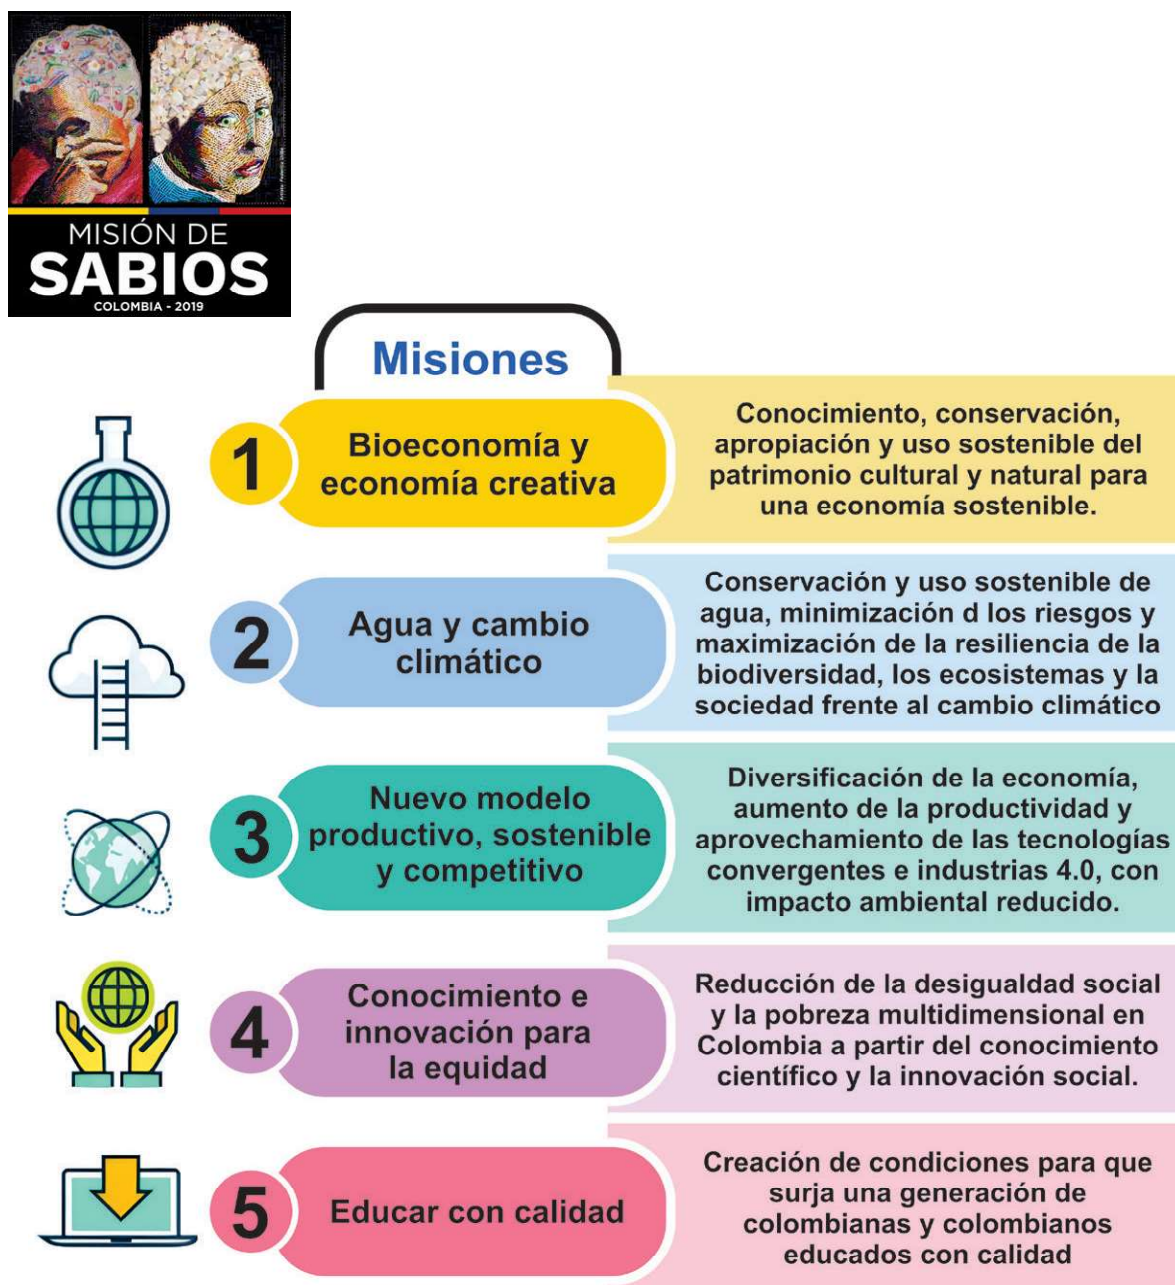 MISIÓN DE
SABIOS
COLOMBIA - 2019
Misiones
1
Bioeconomía y
economía creativa
Conocimiento, conservación,
apropiación y uso sostenible del
patrimonio cultural y natural para
una economía sostenible.
2
Agua y cambio
climático
Conservación y uso sostenible de
agua, minimización d los riesgos y
maximización de la resiliencia de la
biodiversidad, los ecosistemas y la
sociedad frente al cambio climático
3
Nuevo modelo
productivo, sostenible
y competitivo
Diversificación de la economía,
aumento de la productividad y
aprovechamiento de las tecnologías
convergentes e industrias 4.0, con
impacto ambiental reducido.
4
Conocimiento e
innovación para
la equidad
Reducción de la desigualdad social
y la pobreza multidimensional en
Colombia a partir del conocimiento
científico y la innovación social.
5
Educar con calidad
Creación de condiciones para que
surja una generación de
colombianas y colombianos
educados con calidad